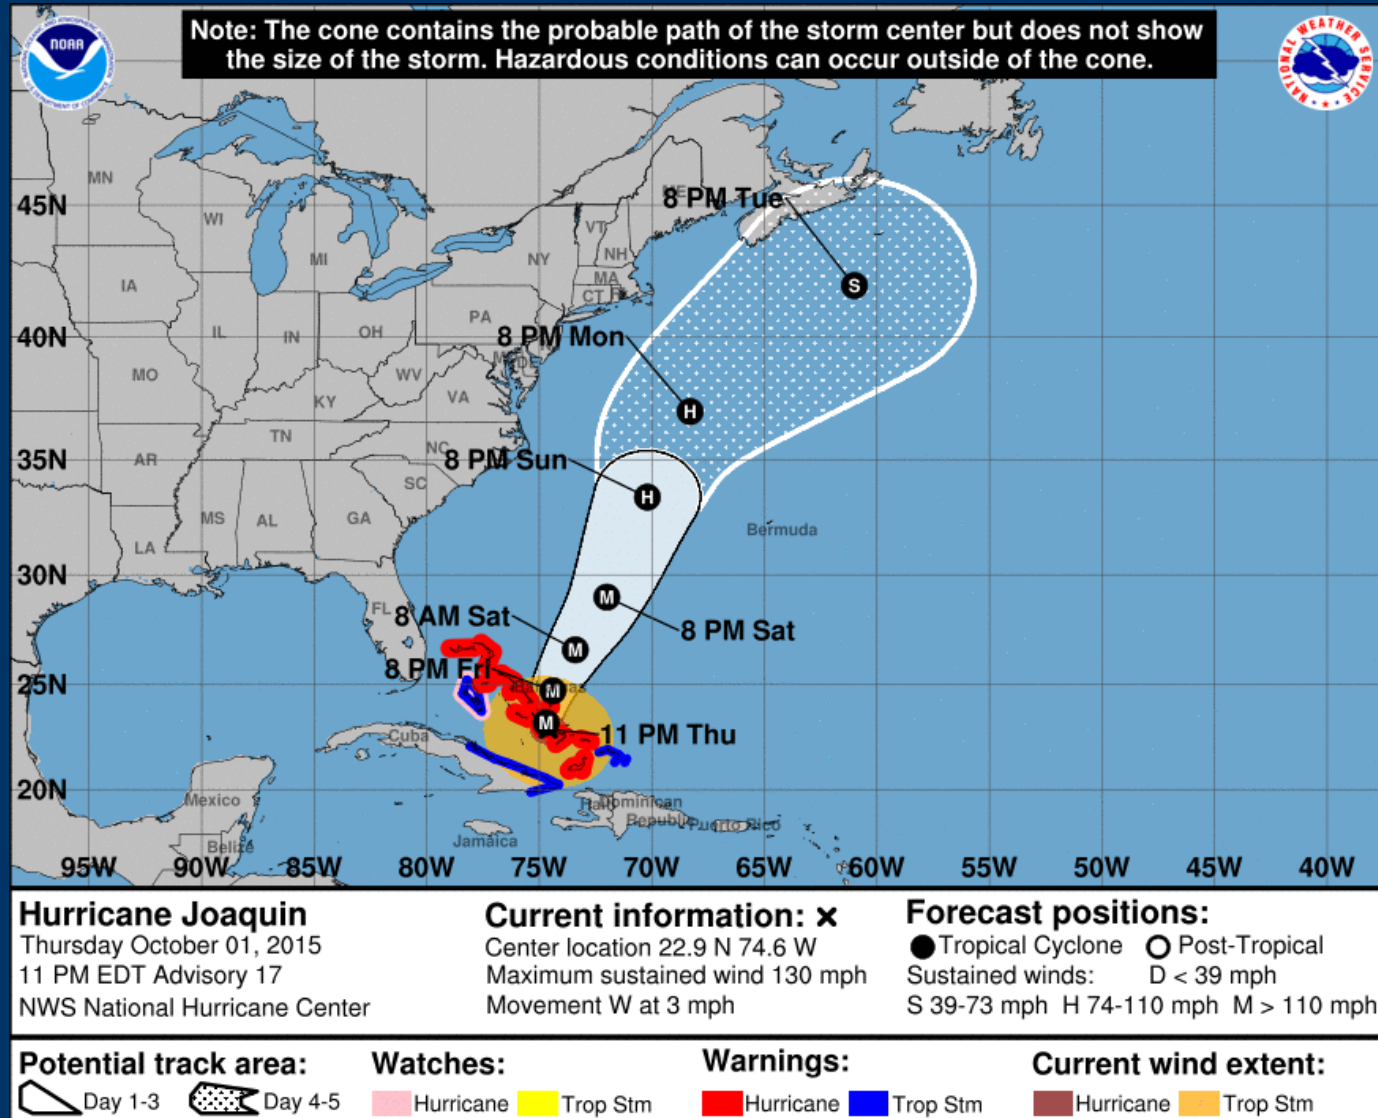 Note: The cone contains the probable path of the storm center but does not show
the size of the storm. Hazardous conditions can occur outside of the cone.
NOAA
NATIONAL WEATHER SERVICE
MN
WI
MI
IA
IL
IN
OH
PA
NY
VT
NH
MA
CT
ME
MO
KY
WV
VA
TN
NC
AR
SC
MS
AL
GA
LA
FL
45N
40N
35N
30N
25N
20N
8 PM Tue
S
8 PM Mon
H
8 PM Sun
H
Bermuda
8 AM Sat
M
M
8 PM Sat
8 PM Fri
M
M
11 PM Thu
Cuba
Mexico
Belize
Jamaica
Dominican
Republic
Puerto Rico
95W 90W 85W 80W 75W 70W 65W 60W 55W 50W 45W 40W
Hurricane Joaquin
Thursday October 01, 2015
11 PM EDT Advisory 17
NWS National Hurricane Center
Current information: x
Center location 22.9 N 74.6 W
Maximum sustained wind 130 mph
Movement W at 3 mph
Forecast positions:
Tropical Cyclone Post-Tropical
Sustained winds: D < 39 mph
S 39-73 mph H 74-110 mph M > 110 mph
Potential track area:
Day 1-3 Day 4-5
Watches:
Hurricane Trop Stm
Warnings:
Hurricane Trop Stm
Current wind extent:
Hurricane Trop Stm